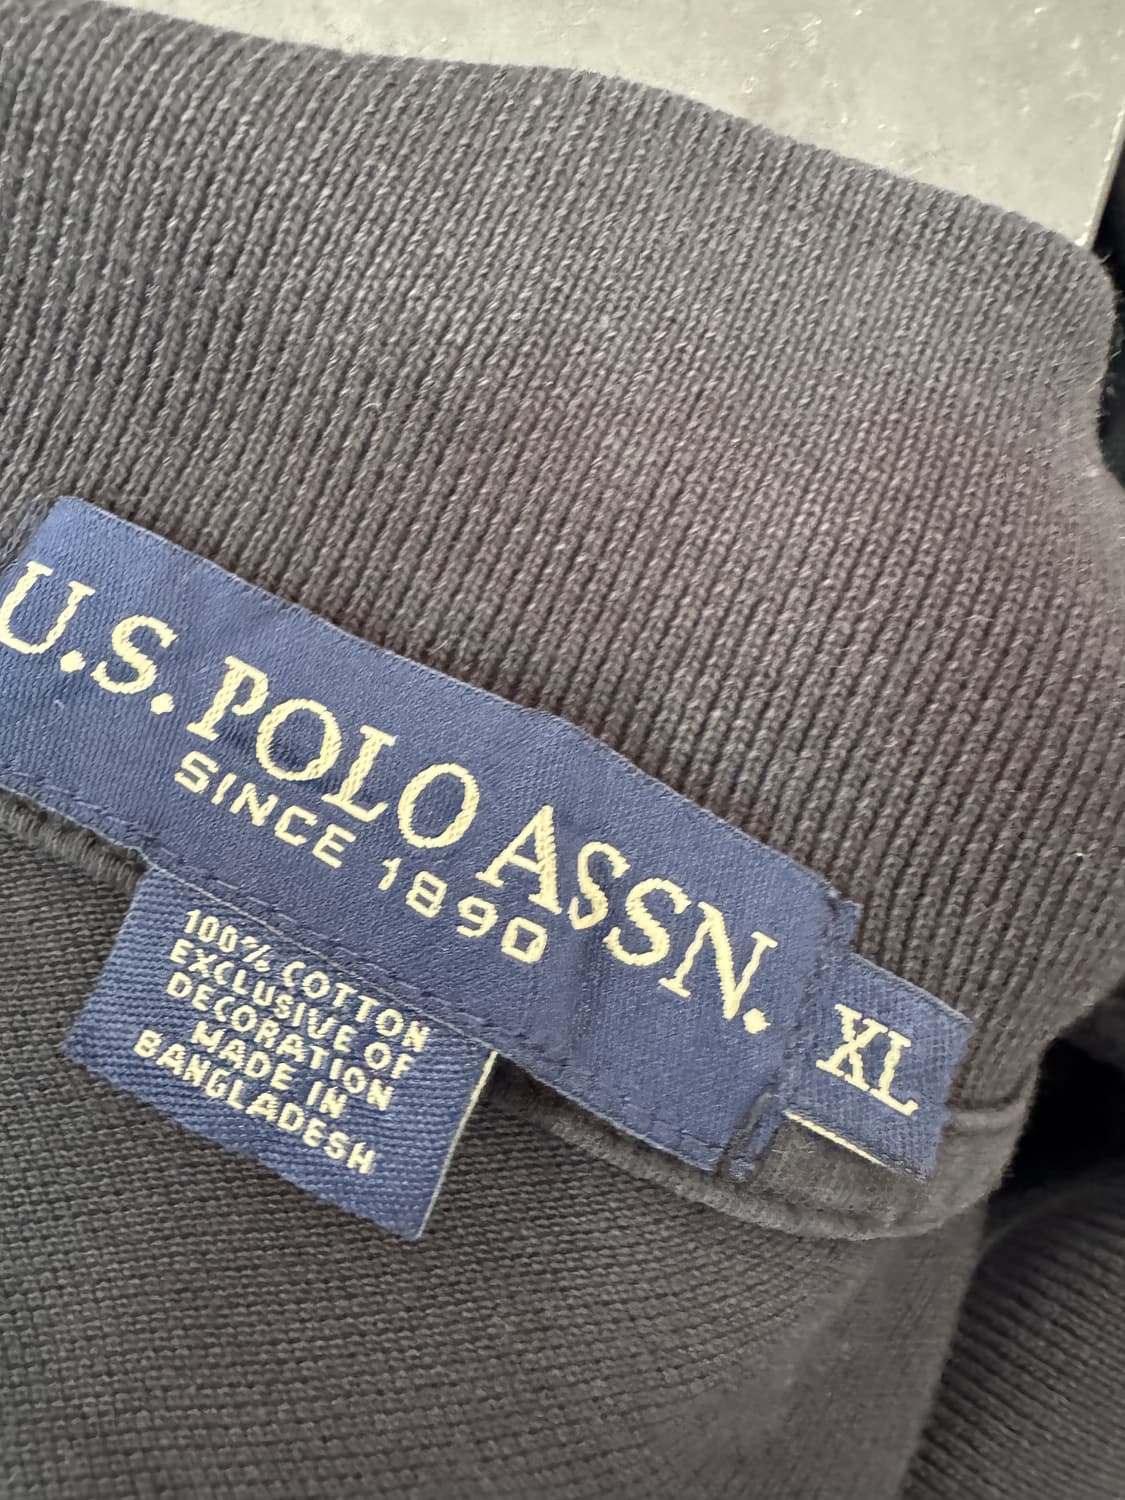 U.S. POLO ASSN.
SINCE 1890
XL
100% COTTON
EXCLUSIVE OF
DECORATION
MADE IN
BANGLADESH